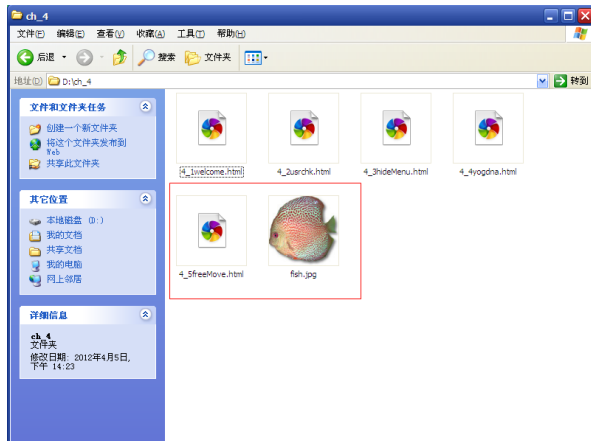 ch_4
文件(F) 编辑(E) 查看(V) 收藏(A) 工具(T) 帮助(H)
后退 搜索 文件夹
地址(D) D:\ch_4 转到
文件和文件夹任务
创建一个新文件夹
将这个文件夹发布到
Web
共享此文件夹
其它位置
本地磁盘 (D:)
我的文档
共享文档
我的电脑
网上邻居
详细信息
ch_4
文件夹
修改日期: 2012年4月5日,
下午 14:23
4_1welcome.html 4_2usrchk.html 4_3hideMenu.html 4_4yogdna.html
4_5freeMove.html fish.jpg